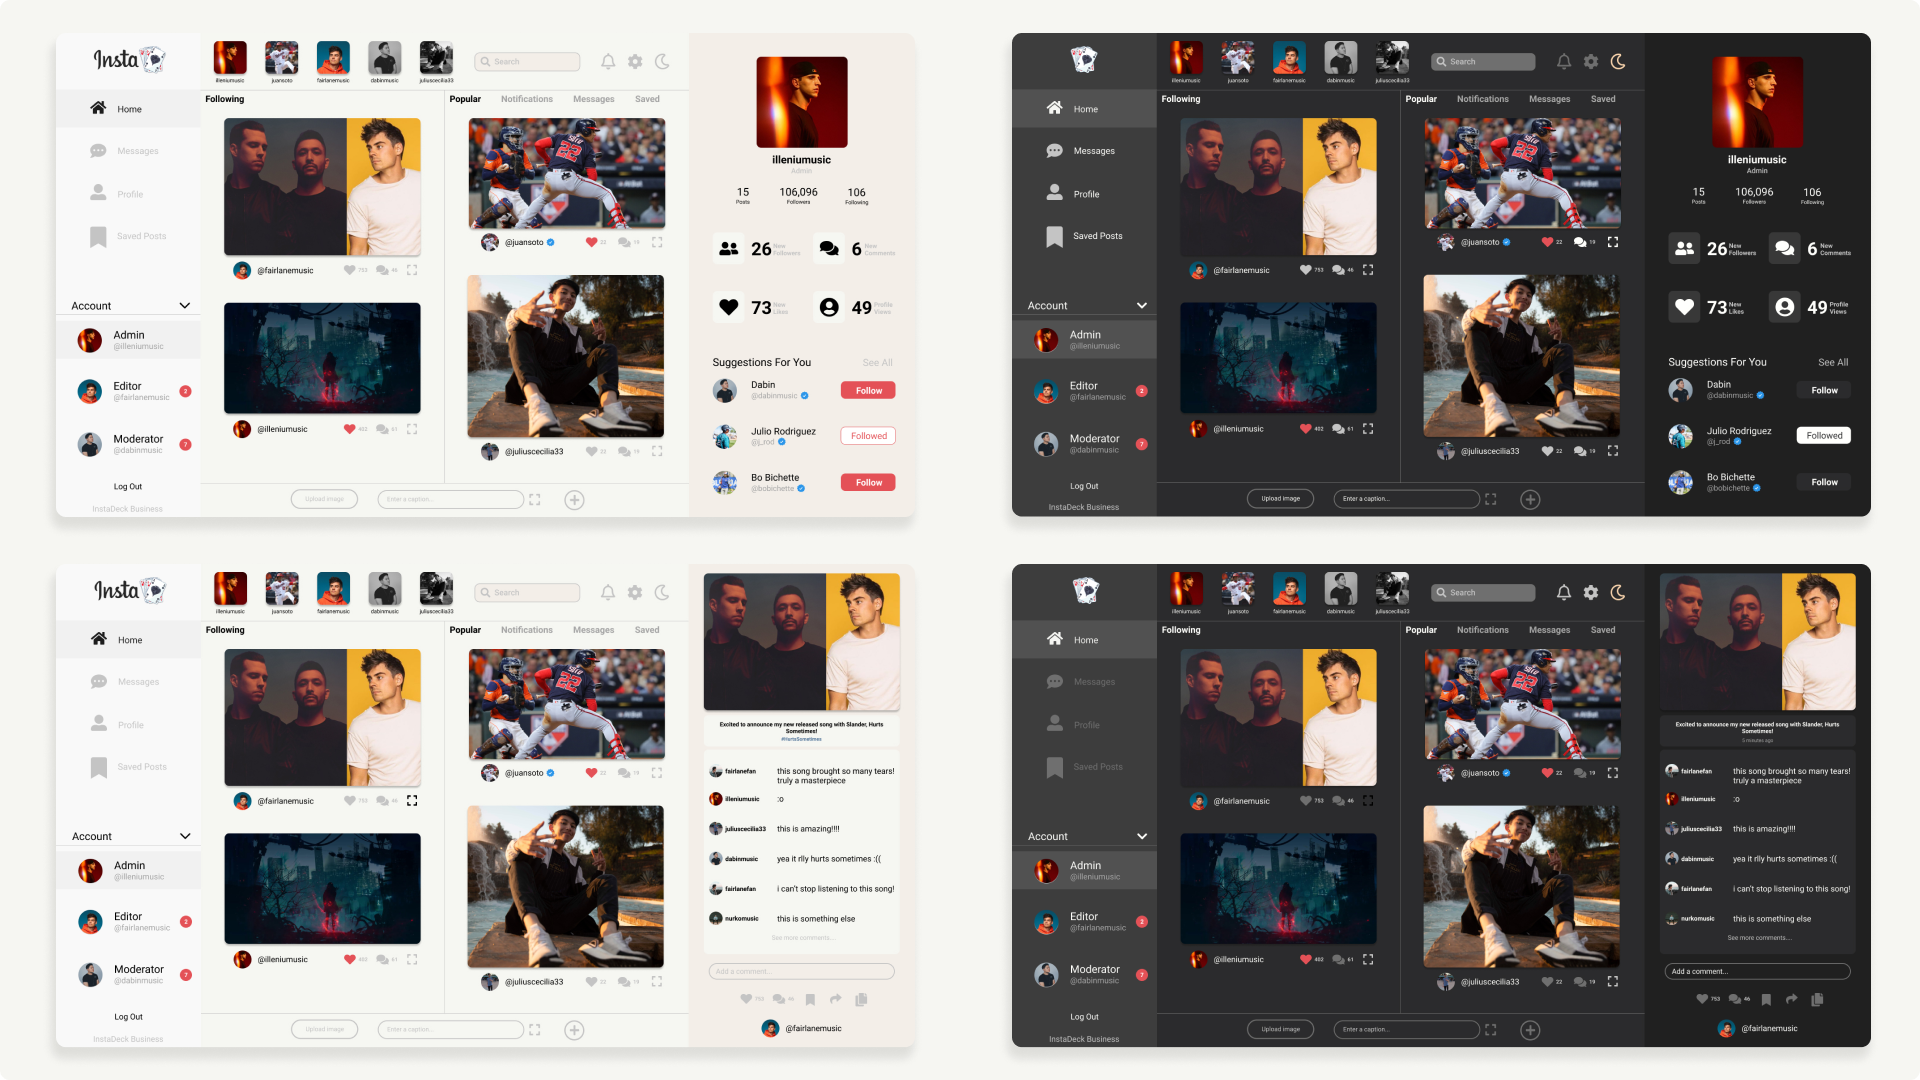 Insta
Home
Messages
Profile
Saved Posts
Account
Admin
@illeniumusic
Editor
@fairlanemusic
2
Moderator
@dabinmusic
7
Log Out
InstaDeck Business
illeniumusic
juansoto
fairlanemusic
dabinmusic
juliuscecilia33
Search
Following
@fairlanemusic
753
46
@illeniumusic
402
61
Popular
Notifications
Messages
Saved
22
@juansoto
22
19
@juliuscecilia33
22
19
Upload image
Enter a caption...
illeniumusic
Admin
15
Posts
106,096
Followers
106
Following
26 New Followers
6 New Comments
73 New Likes
49 Profile Views
Suggestions For You
See All
Dabin
@dabinmusic
Follow
Julio Rodriguez
@j_rod
Followed
Bo Bichette
@bobichette
Follow
Home
Messages
Profile
Saved Posts
Account
Admin
@illeniumusic
Editor
@fairlanemusic
2
Moderator
@dabinmusic
7
Log Out
InstaDeck Business
illeniumusic
juansoto
fairlanemusic
dabinmusic
juliuscecilia33
Search
Following
@fairlanemusic
753
46
@illeniumusic
402
61
Popular
Notifications
Messages
Saved
22
@juansoto
22
19
@juliuscecilia33
22
19
Upload image
Enter a caption...
illeniumusic
Admin
15
Posts
106,096
Followers
106
Following
26 New Followers
6 New Comments
73 New Likes
49 Profile Views
Suggestions For You
See All
Dabin
@dabinmusic
Follow
Julio Rodriguez
@j_rod
Followed
Bo Bichette
@bobichette
Follow
Insta
Home
Messages
Profile
Saved Posts
Account
Admin
@illeniumusic
Editor
@fairlanemusic
2
Moderator
@dabinmusic
7
Log Out
InstaDeck Business
illeniumusic
juansoto
fairlanemusic
dabinmusic
juliuscecilia33
Search
Following
@fairlanemusic
753
46
@illeniumusic
402
61
Popular
Notifications
Messages
Saved
22
@juansoto
22
19
@juliuscecilia33
22
19
Upload image
Enter a caption...
Excited to announce my new released song with Slander, Hurts
Sometimes!
#HurtsSometimes
fairlanefan
this song brought so many tears!
truly a masterpiece
illeniumusic
:o
juliuscecilia33
this is amazing!!!!
dabinmusic
yea it rlly hurts sometimes :((
fairlanefan
i can't stop listening to this song!
nurkomusic
this is something else
See more comments....
Add a comment...
753
46
@fairlanemusic
Home
Messages
Profile
Saved Posts
Account
Admin
@illeniumusic
Editor
@fairlanemusic
2
Moderator
@dabinmusic
7
Log Out
InstaDeck Business
illeniumusic
juansoto
fairlanemusic
dabinmusic
juliuscecilia33
Search
Following
@fairlanemusic
753
46
@illeniumusic
402
61
Popular
Notifications
Messages
Saved
22
@juansoto
22
19
@juliuscecilia33
22
19
Upload image
Enter a caption...
Excited to announce my new released song with Slander, Hurts
Sometimes!
5 minutes ago
fairlanefan
this song brought so many tears!
truly a masterpiece
illeniumusic
:o
juliuscecilia33
this is amazing!!!!
dabinmusic
yea it rlly hurts sometimes :((
fairlanefan
i can't stop listening to this song!
nurkomusic
this is something else
See more comments....
Add a comment...
753
46
@fairlanemusic